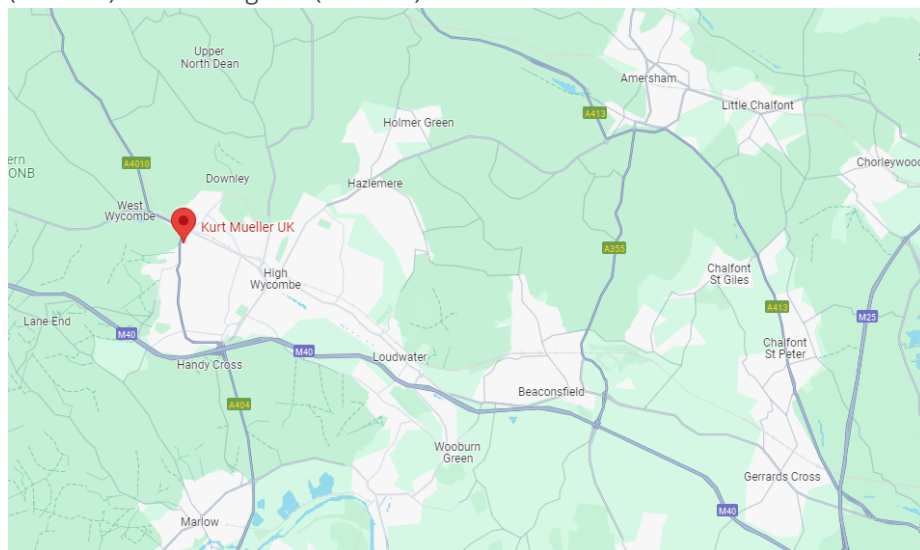 Upper
North Dean
Amersham
Little Chalfont
A413
Holmer Green
Chorleywood
A4010
ern
ONB
Downley
Hazlemere
West
Wycombe
Kurt Mueller UK
A355
High
Wycombe
Chalfont
St Giles
A413
M25
Lane End
M40
Chalfont
St Peter
M40
Loudwater
Handy Cross
Beaconsfield
A404
Wooburn
Green
Gerrards Cross
M40
Marlow